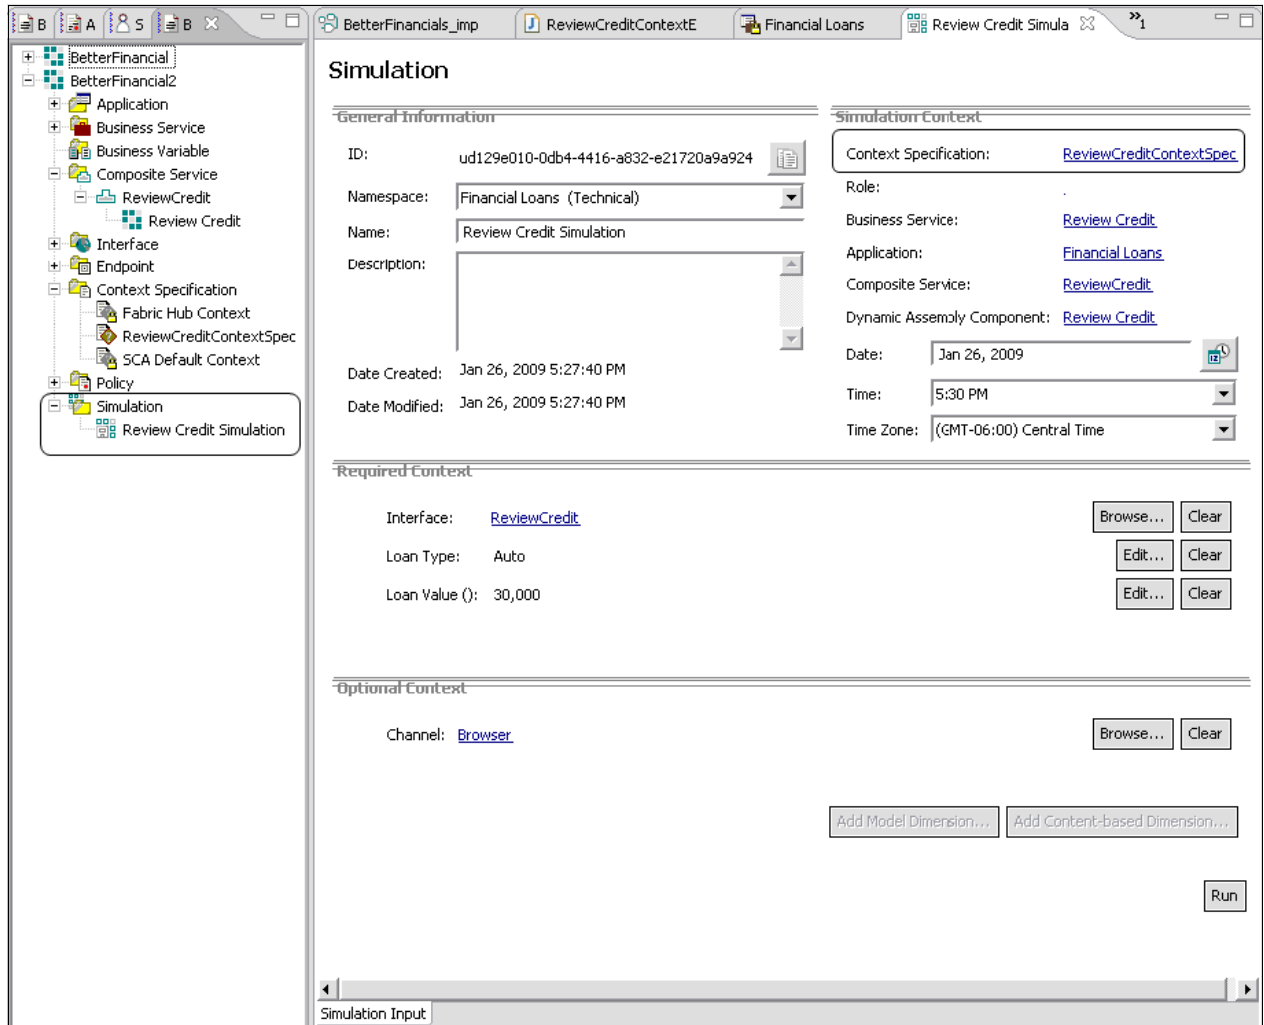 B A S B
BetterFinancials_imp ReviewCreditContextE Financial Loans Review Credit Simula »1
BetterFinancial
BetterFinancial2
Application
Business Service
Business Variable
Composite Service
ReviewCredit
Review Credit
Interface
Endpoint
Context Specification
Fabric Hub Context
ReviewCreditContextSpec
SCA Default Context
Policy
Simulation
Review Credit Simulation
Simulation
General Information
ID: ud129e010-0db4-4416-a832-e21720a9a924
Namespace: Financial Loans (Technical)
Name: Review Credit Simulation
Description:
Date Created: Jan 26, 2009 5:27:40 PM
Date Modified: Jan 26, 2009 5:27:40 PM
Simulation Context
Context Specification: ReviewCreditContextSpec
Role: .
Business Service: Review Credit
Application: Financial Loans
Composite Service: ReviewCredit
Dynamic Assembly Component: Review Credit
Date: Jan 26, 2009
Time: 5:30 PM
Time Zone: (GMT-06:00) Central Time
Required Context
Interface: ReviewCredit Browse... Clear
Loan Type: Auto Edit... Clear
Loan Value (): 30,000 Edit... Clear
Optional Context
Channel: Browser Browse... Clear
Add Model Dimension... Add Content-based Dimension...
Run
Simulation Input